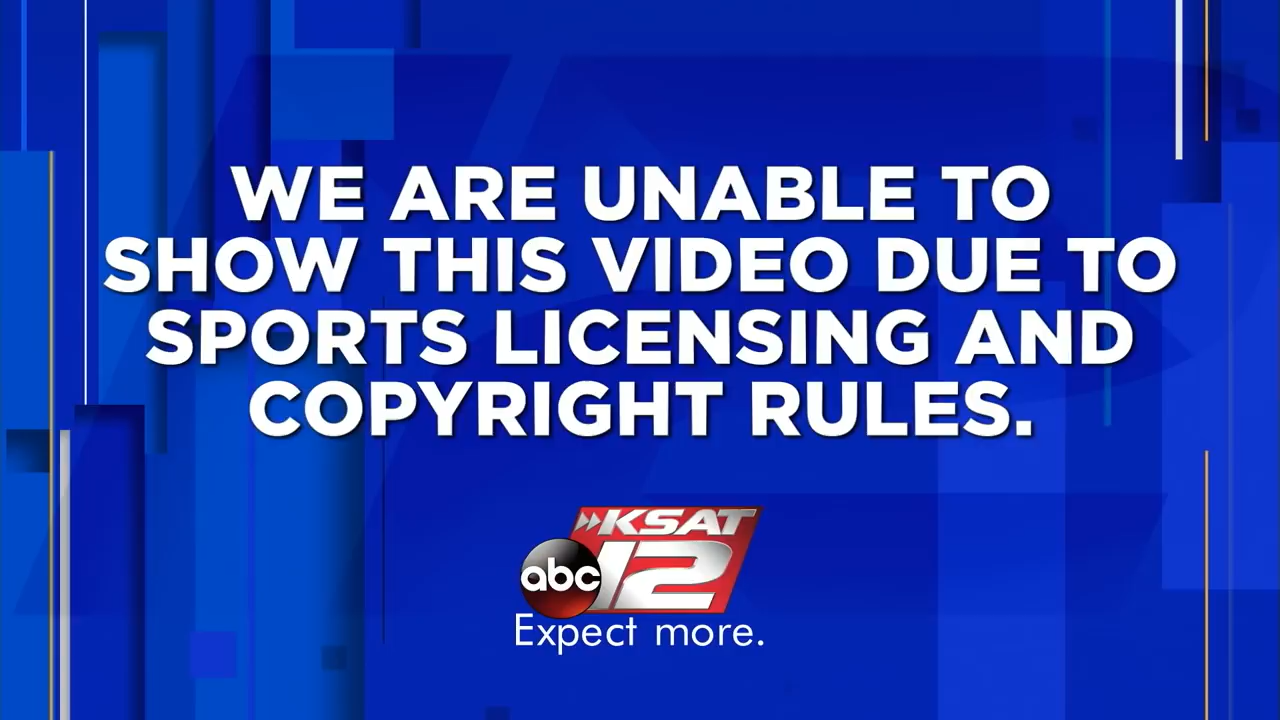 WE ARE UNABLE TO
SHOW THIS VIDEO DUE TO
SPORTS LICENSING AND
COPYRIGHT RULES.
KSAT
abc 12
Expect more.